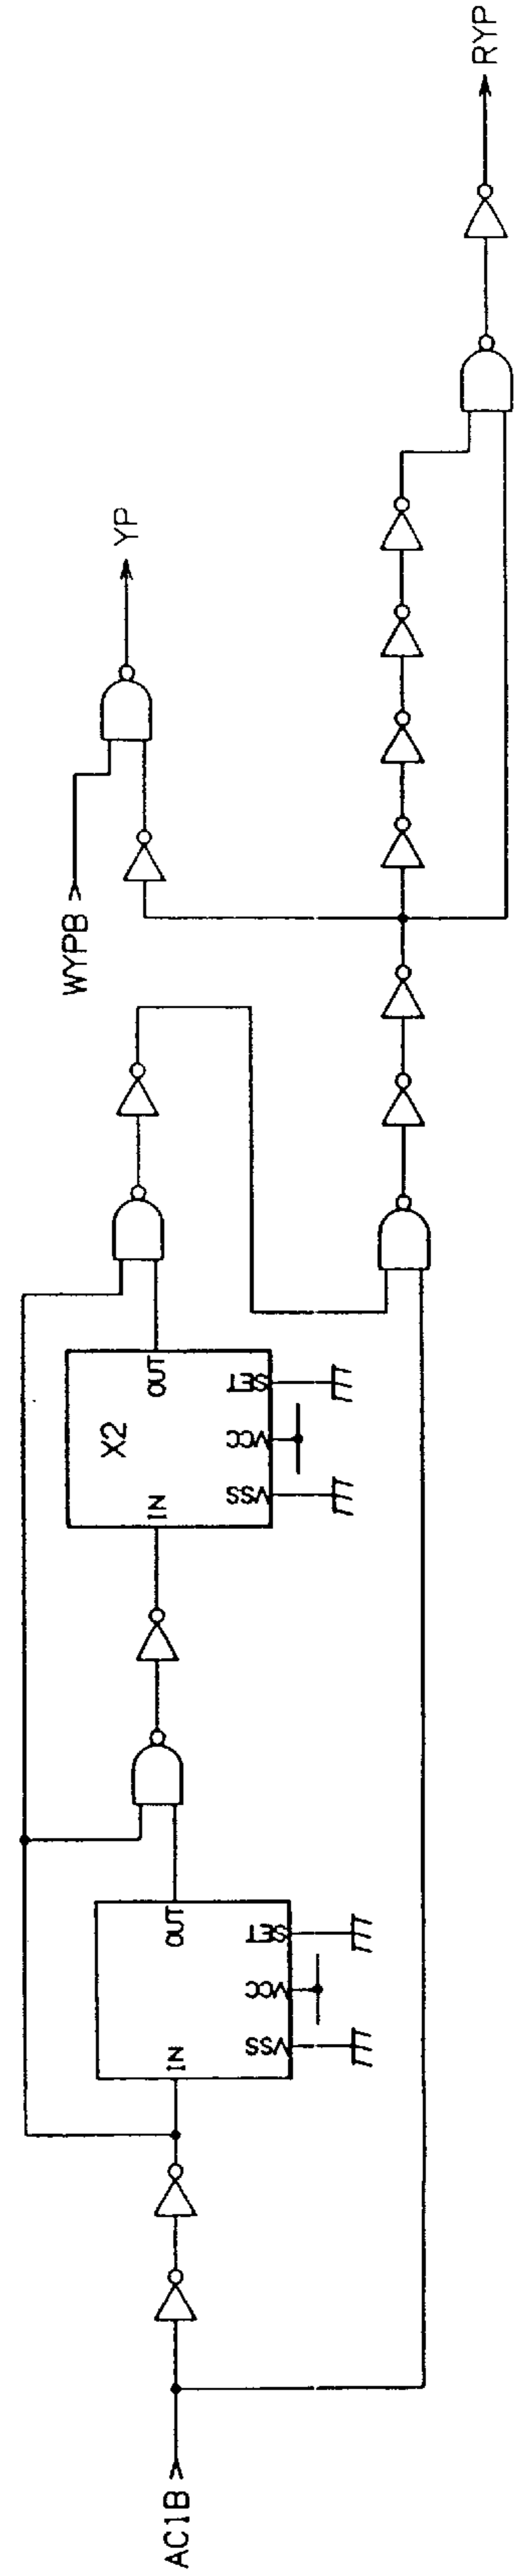 RYP
YP
WYPB
OUT
SET
VCC
VSS
X2
IN
OUT
SET
VCC
VSS
IN
AC1B